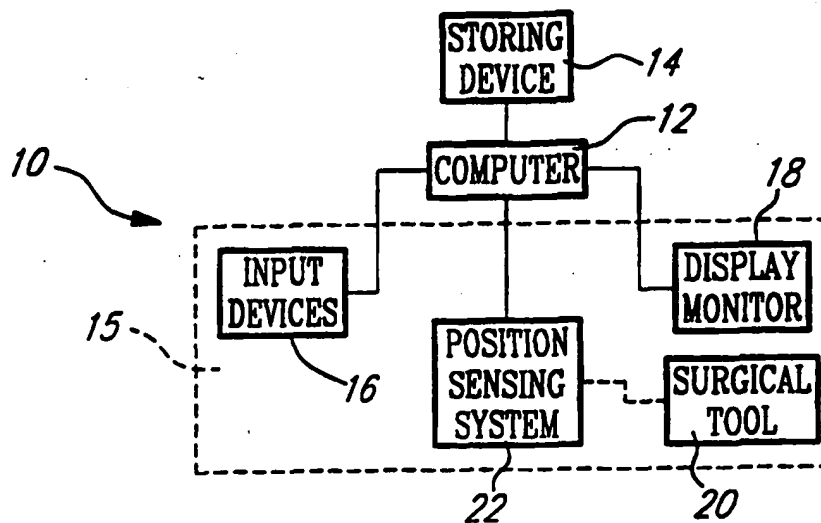 STORING
DEVICE
14
12
COMPUTER
10
18
INPUT
DEVICES
DISPLAY
MONITOR
15
16
POSITION
SENSING
SYSTEM
SURGICAL
TOOL
22
20